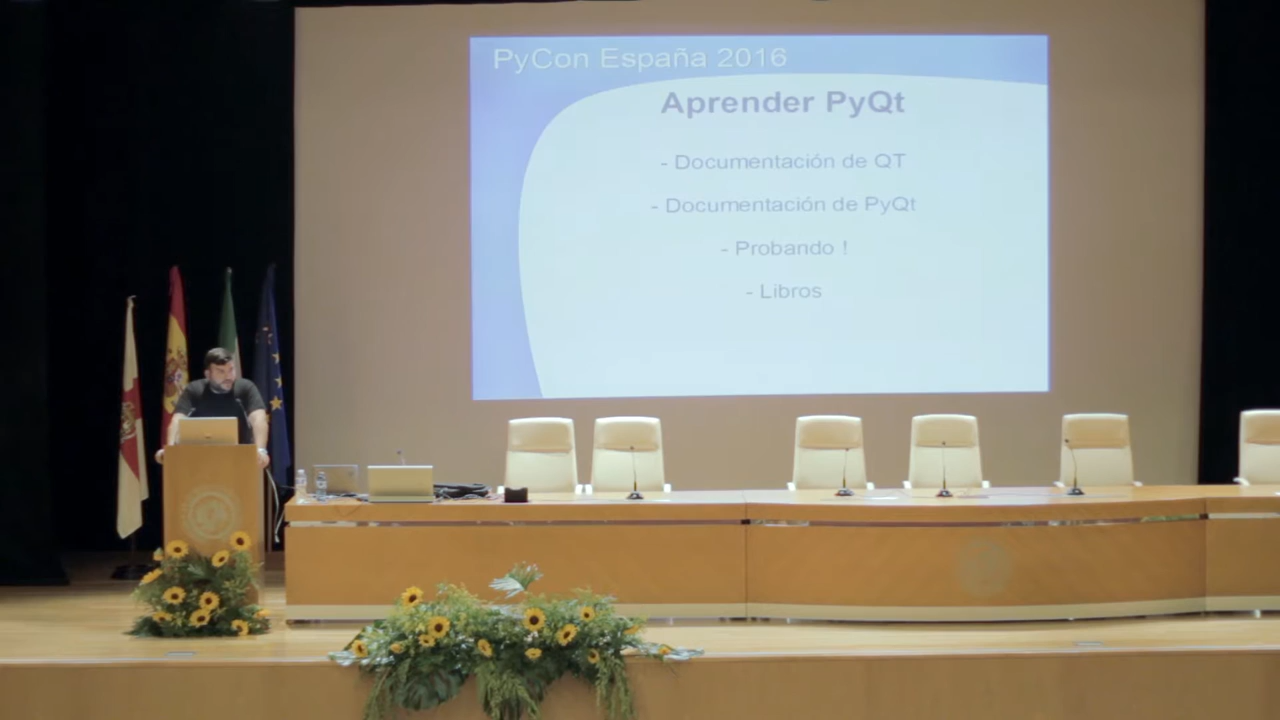 PyCon España 2016
Aprender PyQt
- Documentación de QT
- Documentación de PyQt
- Probando !
- Libros